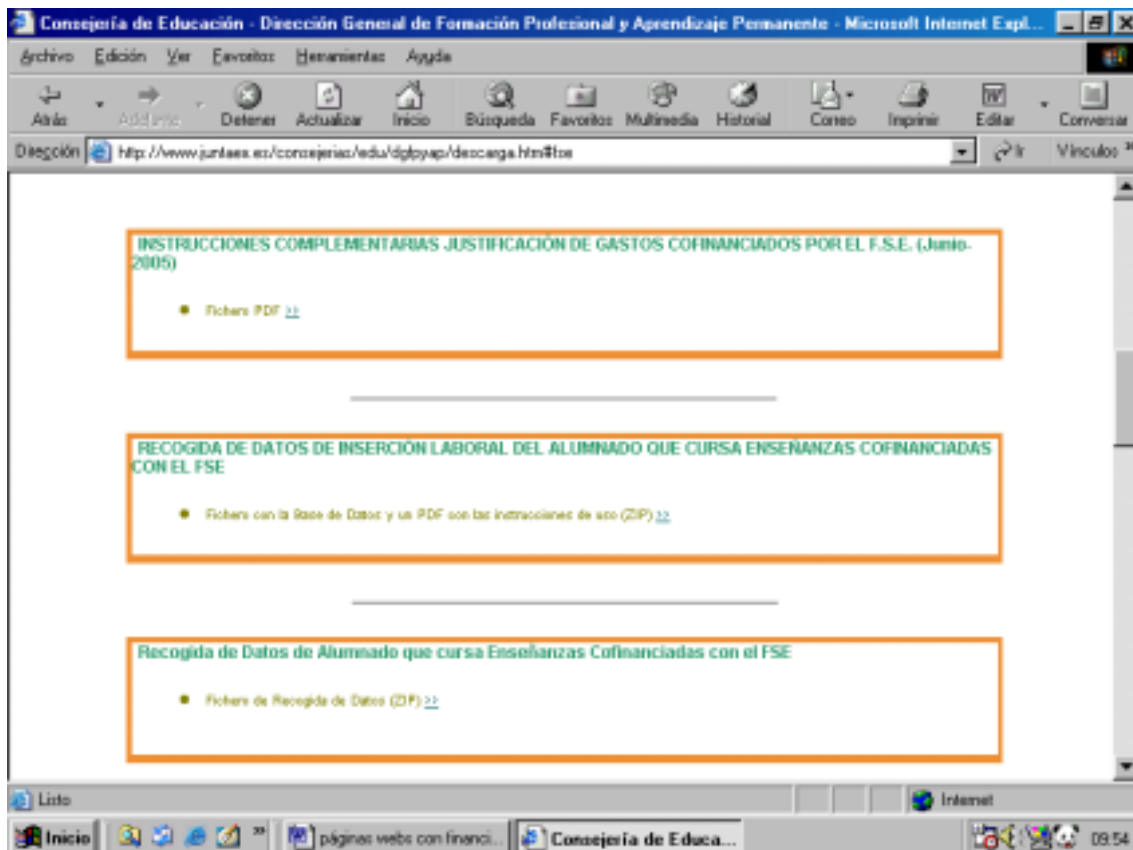 Consejería de Educación - Dirección General de Formación Profesional y Aprendizaje Permanente - Microsoft Internet Expl...
Archivo Edición Ver Favoritos Herramientas Ayuda
Atrás Adelante Detener Actualizar Inicio Búsqueda Favoritos Multimedia Historial Correo Imprimir Editar Conversar
Dirección http://www.juntaex.es/consejerias/edu/dgfpyap/descarga.htm#fse Ir Vínculos »
INSTRUCCIONES COMPLEMENTARIAS JUSTIFICACIÓN DE GASTOS COFINANCIADOS POR EL F.S.E. (Junio-
2005)
Fichero PDF >>
RECOGIDA DE DATOS DE INSERCIÓN LABORAL DEL ALUMNADO QUE CURSA ENSEÑANZAS COFINANCIADAS
CON EL FSE
Fichero con la Base de Datos y un PDF con las instrucciones de uso (ZIP) >>
Recogida de Datos de Alumnado que cursa Enseñanzas Cofinanciadas con el FSE
Fichero de Recogida de Datos (ZIP) >>
Listo Internet
Inicio » páginas webs con financi... Consejería de Educa... 09:54